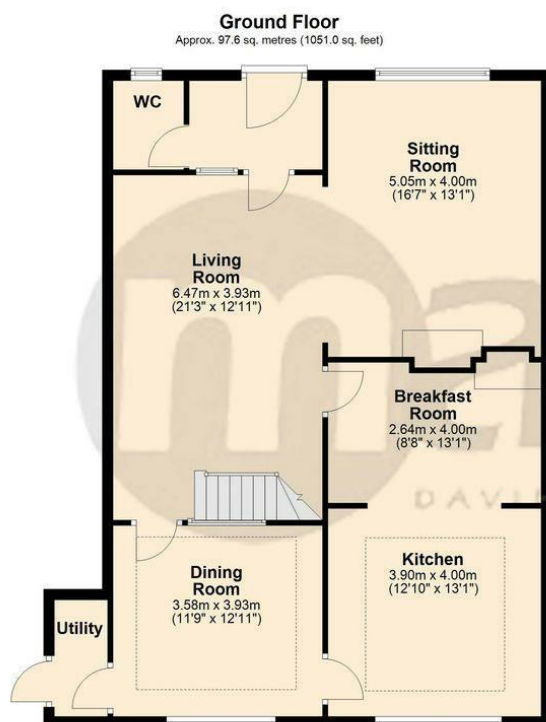 Ground Floor
Approx. 97.6 sq. metres (1051.0 sq. feet)
WC
Sitting
Room
5.05m x 4.00m
(16'7" x 13'1")
Living
Room
6.47m x 3.93m
(21'3" x 12'11")
Breakfast
Room
2.64m x 4.00m
(8'8" x 13'1")
Dining
Room
3.58m x 3.93m
(11'9" x 12'11")
Kitchen
3.90m x 4.00m
(12'10" x 13'1")
Utility